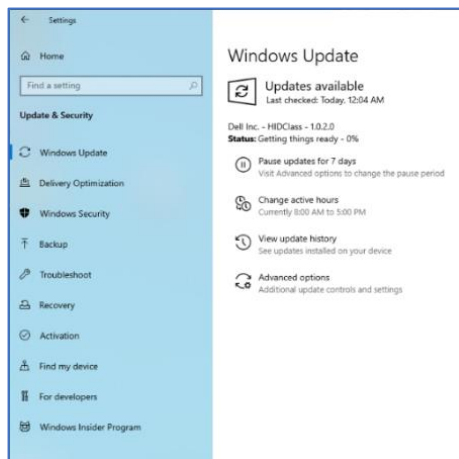 Settings
Home
Find a setting
Update & Security
Windows Update
Delivery Optimization
Windows Security
Backup
Troubleshoot
Recovery
Activation
Find my device
For developers
Windows Insider Program
Windows Update
Updates available
Last checked: Today, 12:04 AM
Dell Inc. - HIDClass - 1.0.2.0
Status: Getting things ready - 0%
Pause updates for 7 days
Visit Advanced options to change the pause period
Change active hours
Currently 8:00 AM to 5:00 PM
View update history
See updates installed on your device
Advanced options
Additional update controls and settings